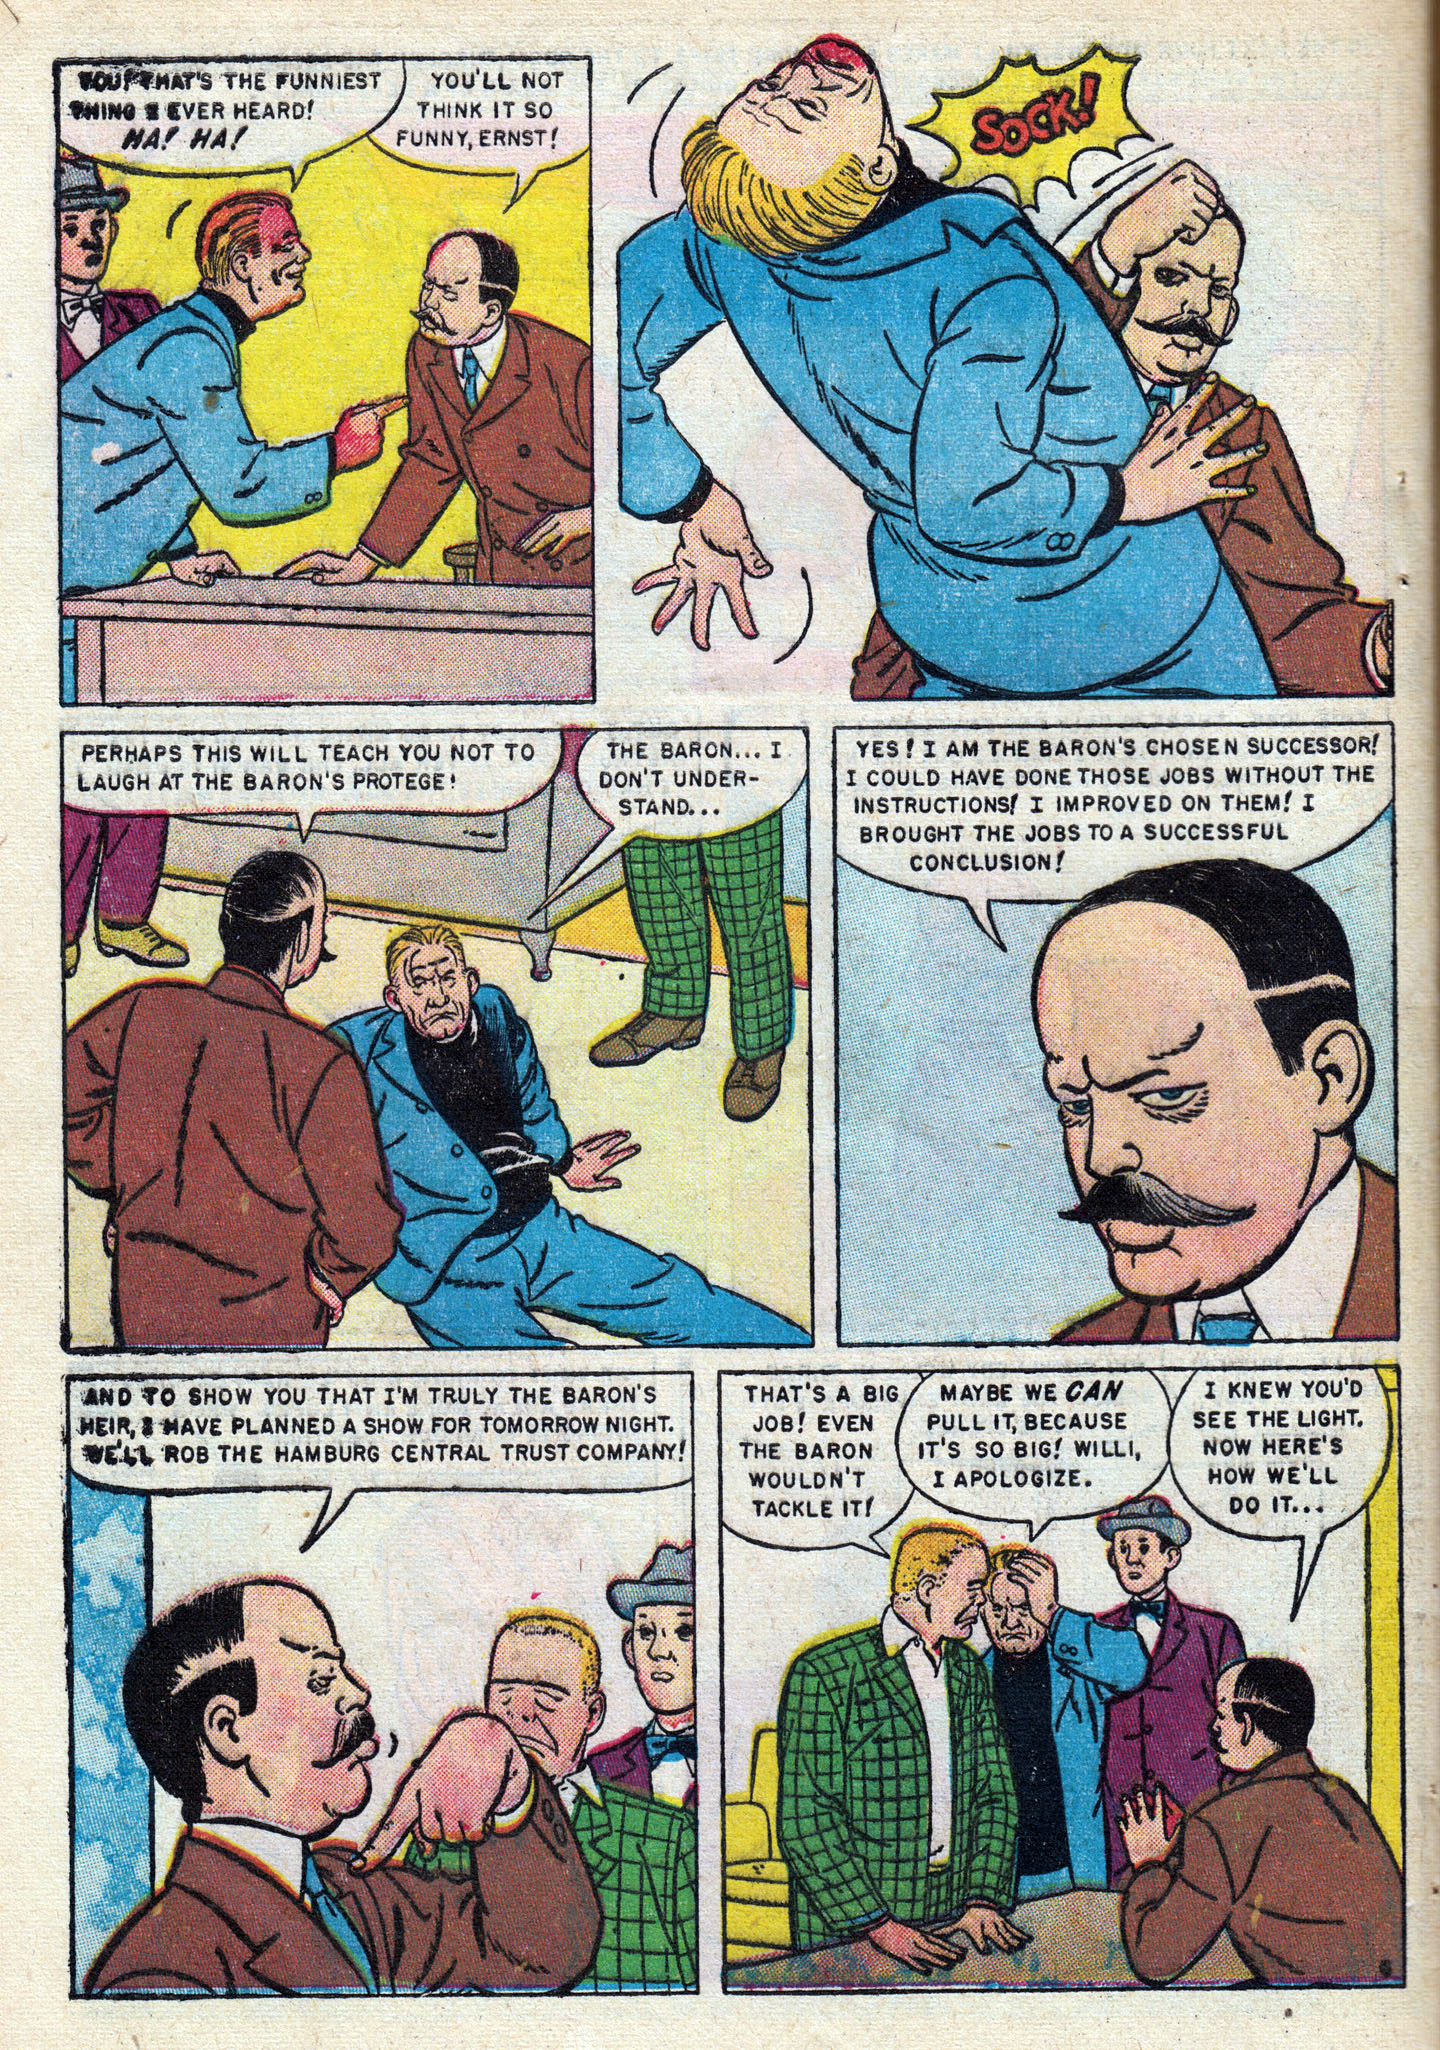 YOU! THAT'S THE FUNNIEST
THING I EVER HEARD!
HA! HA!
YOU'LL NOT
THINK IT SO
FUNNY, ERNST!
SOCK!
PERHAPS THIS WILL TEACH YOU NOT TO
LAUGH AT THE BARON'S PROTEGE!
THE BARON... I
DON'T UNDER-
STAND...
YES! I AM THE BARON'S CHOSEN SUCCESSOR!
I COULD HAVE DONE THOSE JOBS WITHOUT THE
INSTRUCTIONS! I IMPROVED ON THEM! I
BROUGHT THE JOBS TO A SUCCESSFUL
CONCLUSION!
AND TO SHOW YOU THAT I'M TRULY THE BARON'S
HEIR, I HAVE PLANNED A SHOW FOR TOMORROW NIGHT.
WE'LL ROB THE HAMBURG CENTRAL TRUST COMPANY!
THAT'S A BIG
JOB! EVEN
THE BARON
WOULDN'T
TACKLE IT!
MAYBE WE CAN
PULL IT, BECAUSE
IT'S SO BIG! WILLI,
I APOLOGIZE.
I KNEW YOU'D
SEE THE LIGHT.
NOW HERE'S
HOW WE'LL
DO IT...